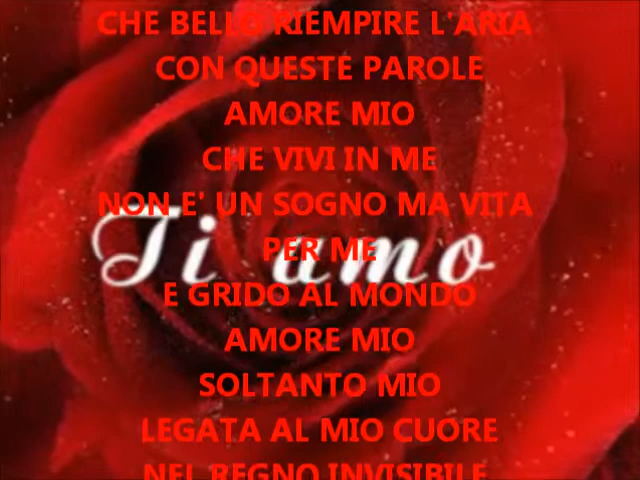 CHE BELLO RIEMPIRE L'ARIA
CON QUESTE PAROLE
AMORE MIO
CHE VIVI IN ME
NON E' UN SOGNO MA VITA
PER ME
Ti amo
E GRIDO AL MONDO
AMORE MIO
SOLTANTO MIO
LEGATA AL MIO CUORE
NEL REGNO INVISIBILE